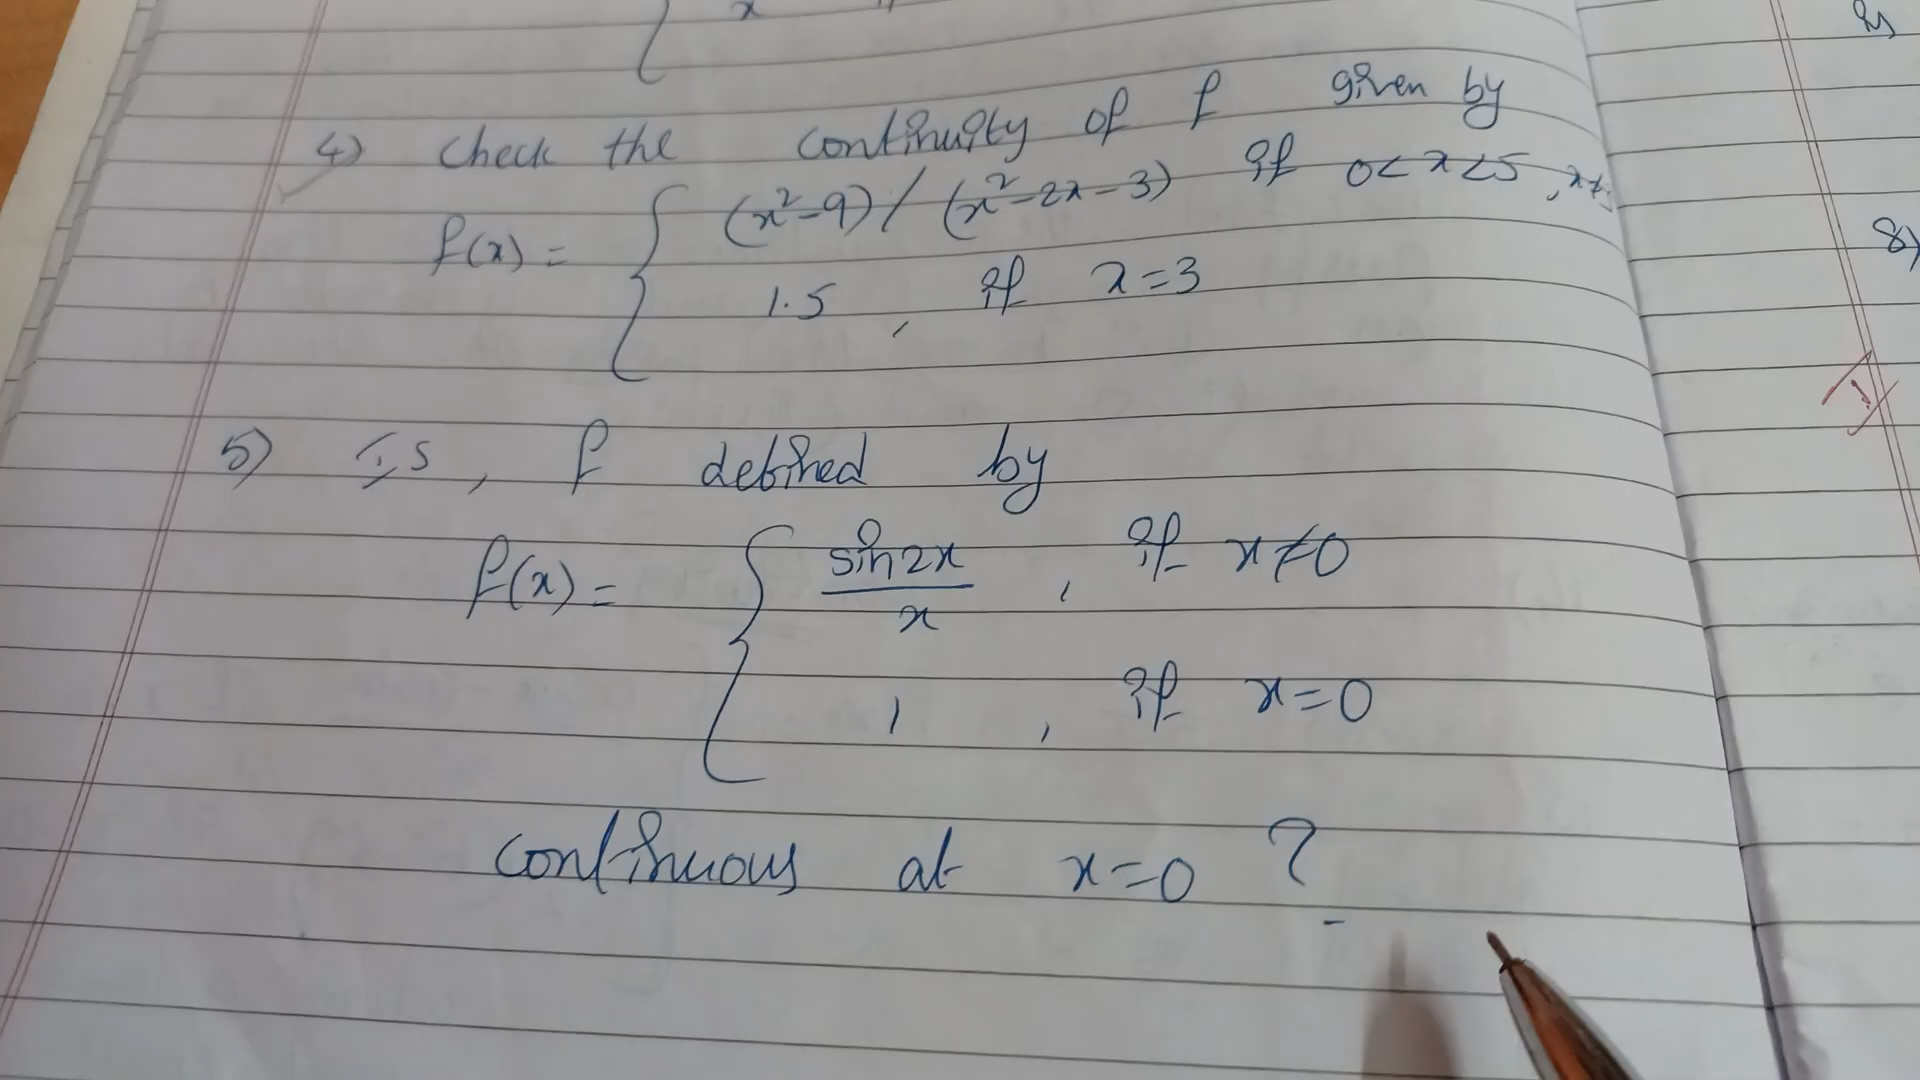 x
4) Check the continuity of f given by
f(x) = { (x²-9) / (x²-2x-3) if 0<x<5, x≠
1.5 , if x=3
5) Is, f defined by
f(x) = { sin2x / x , if x≠0
1 , if x=0
continuous at x=0 ?
8)